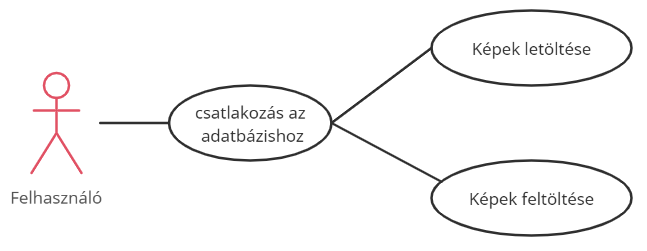 Képek letöltése
csatlakozás az
adatbázishoz
Felhasználó
Képek feltöltése